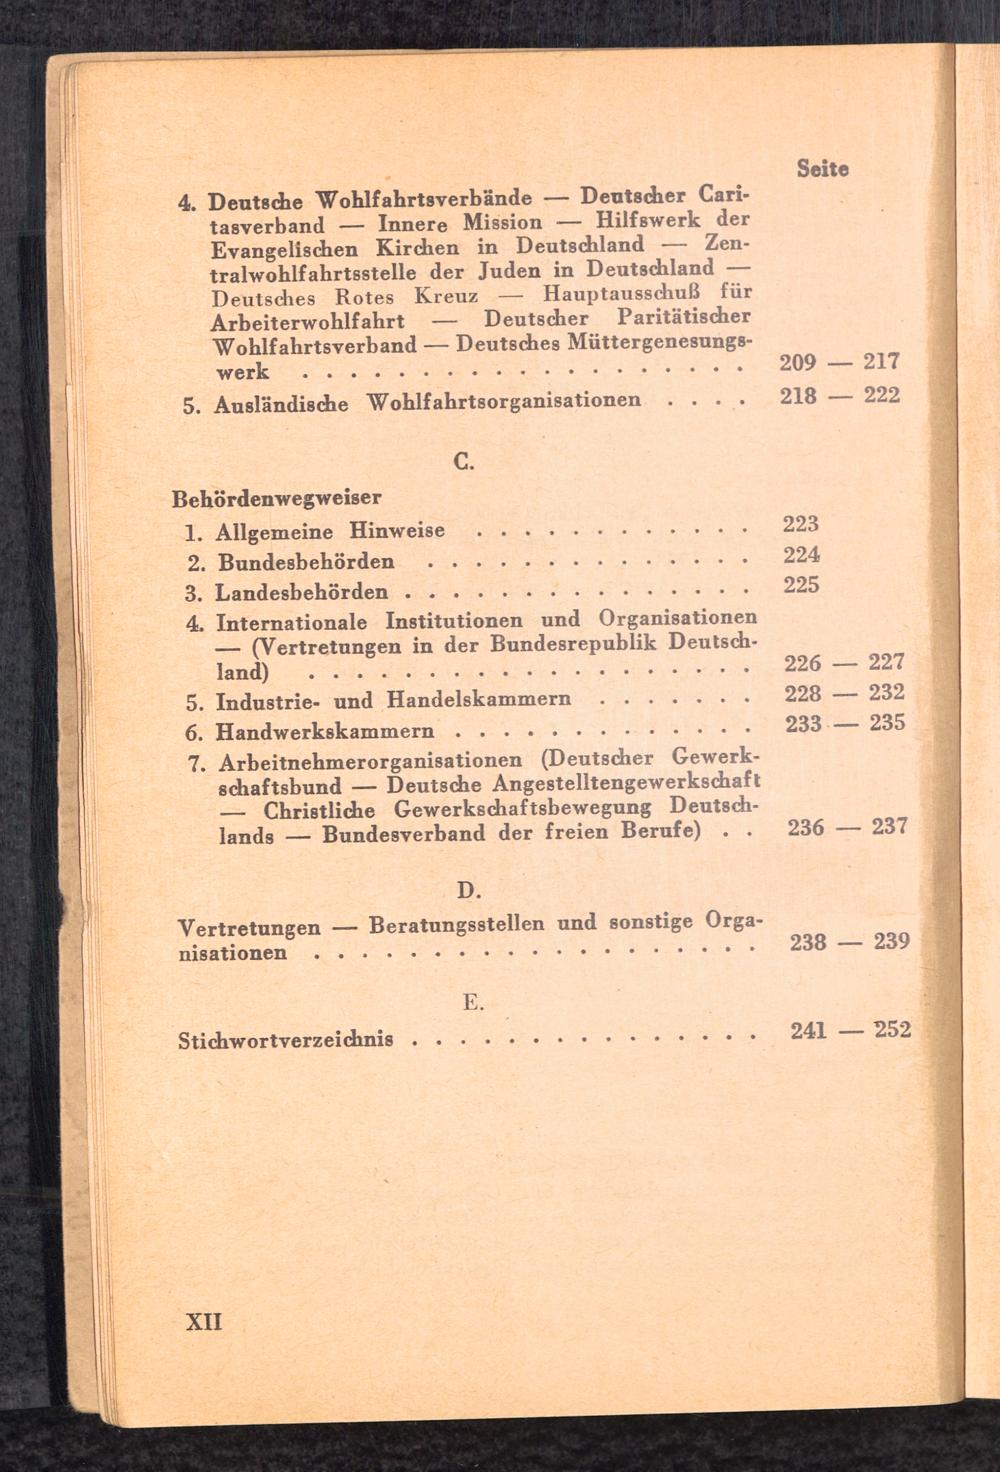 Seite
4. Deutsche Wohlfahrtsverbände — Deutscher Cari-
tasverband — Innere Mission — Hilfswerk der
Evangelischen Kirchen in Deutschland — Zen-
tralwohlfahrtsstelle der Juden in Deutschland —
Deutsches Rotes Kreuz — Hauptausschuß für
Arbeiterwohlfahrt — Deutscher Paritätischer
Wohlfahrtsverband — Deutsches Müttergenesungs-
werk . . . . . . . . . . . . . . . . . . . 209 — 217
5. Ausländische Wohlfahrtsorganisationen . . . . 218 — 222
C.
Behördenwegweiser
1. Allgemeine Hinweise . . . . . . . . . . . . 223
2. Bundesbehörden . . . . . . . . . . . . . . 224
3. Landesbehörden . . . . . . . . . . . . . . . 225
4. Internationale Institutionen und Organisationen
— (Vertretungen in der Bundesrepublik Deutsch-
land) . . . . . . . . . . . . . . . . . . 226 — 227
5. Industrie- und Handelskammern . . . . . . . 228 — 232
6. Handwerkskammern . . . . . . . . . . . . . 233 — 235
7. Arbeitnehmerorganisationen (Deutscher Gewerk-
schaftsbund — Deutsche Angestelltengewerkschaft
— Christliche Gewerkschaftsbewegung Deutsch-
lands — Bundesverband der freien Berufe) . . 236 — 237
D.
Vertretungen — Beratungsstellen und sonstige Orga-
nisationen . . . . . . . . . . . . . . . . . . 238 — 239
E.
Stichwortverzeichnis . . . . . . . . . . . . . . . 241 — 252
XII